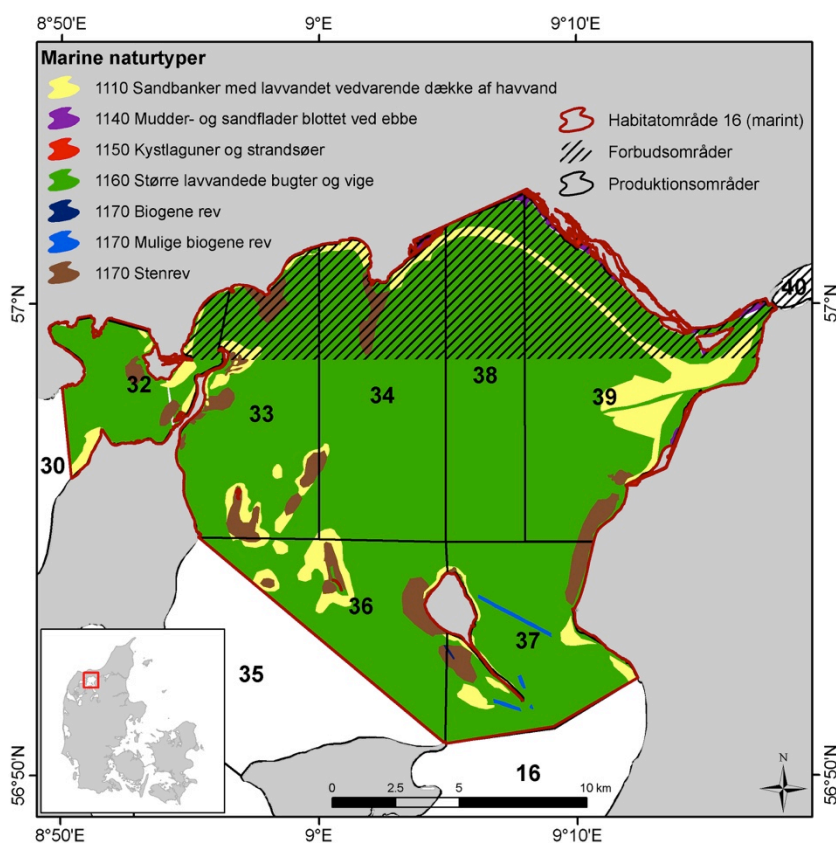 8°50'E 9°0'E 9°10'E
Marine naturtyper
1110 Sandbanker med lavvandet vedvarende dække af havvand
1140 Mudder- og sandflader blottet ved ebbe
1150 Kystlaguner og strandsøer
1160 Større lavvandede bugter og vige
1170 Biogene rev
1170 Mulige biogene rev
1170 Stenrev
Habitatområde 16 (marint)
Forbudsområder
Produktionsområder
57°N 57°N
40
32
33
34
38
39
30
36
37
35
16
0 2.5 5 10 km
N
56°50'N 56°50'N
8°50'E 9°0'E 9°10'E